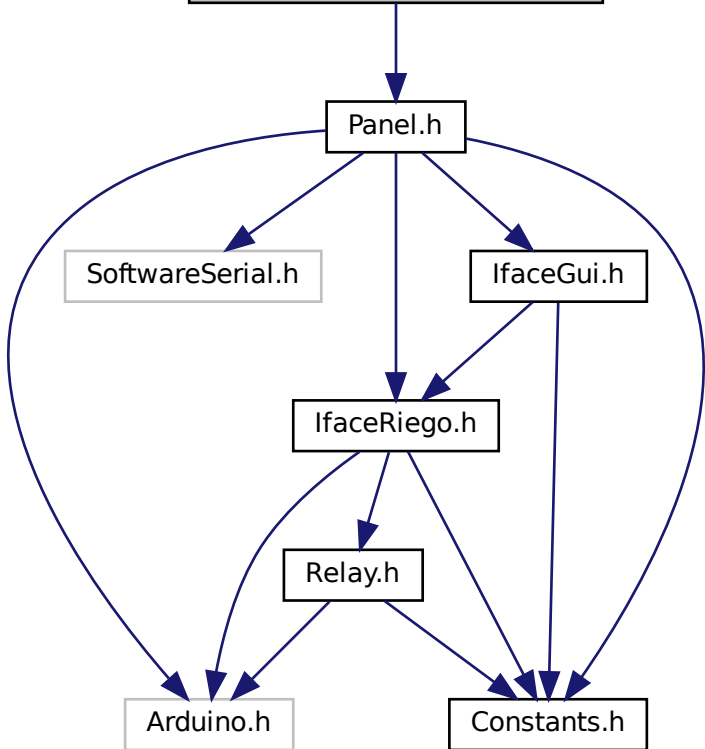 Panel.h
SoftwareSerial.h
IfaceGui.h
IfaceRiego.h
Relay.h
Arduino.h
Constants.h